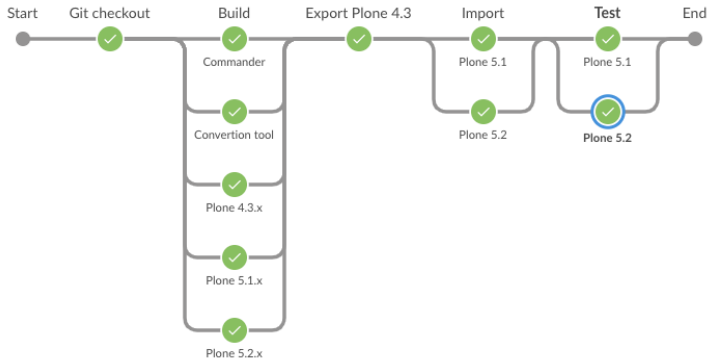 Start
Git checkout
Build
Export Plone 4.3
Import
Test
End
Commander
Plone 5.1
Plone 5.1
Convertion tool
Plone 5.2
Plone 5.2
Plone 4.3.x
Plone 5.1.x
Plone 5.2.x